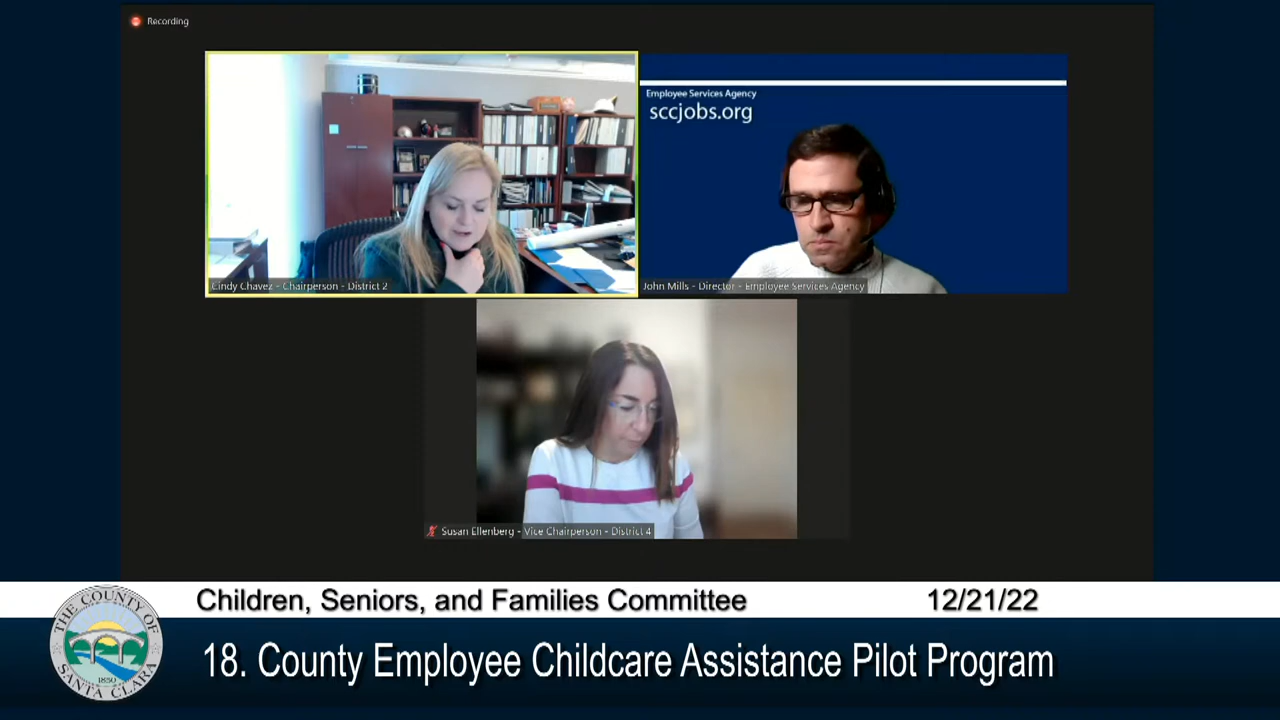 Recording
Employee Services Agency
sccjobs.org
Cindy Chavez - Chairperson - District 2
John Mills - Director - Employee Services Agency
Susan Ellenberg - Vice Chairperson - District 4
Children, Seniors, and Families Committee
12/21/22
THE COUNTY OF
SANTA CLARA
1850
18. County Employee Childcare Assistance Pilot Program